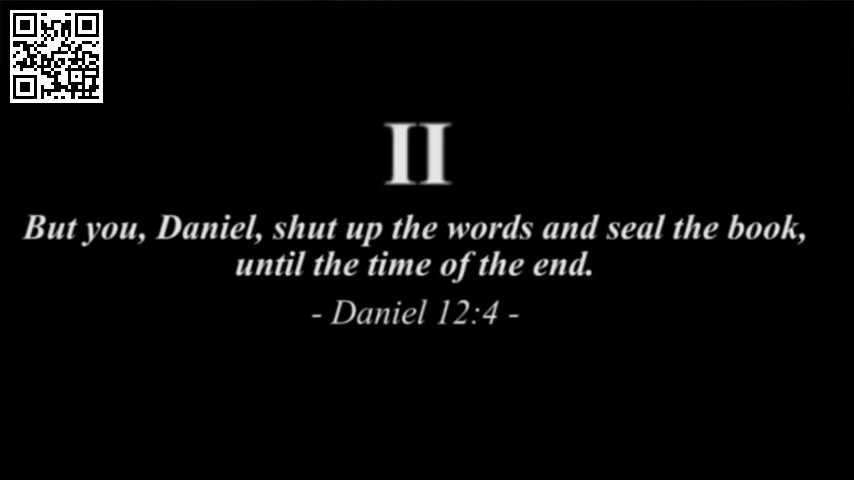 II
But you, Daniel, shut up the words and seal the book,
until the time of the end.
- Daniel 12:4 -